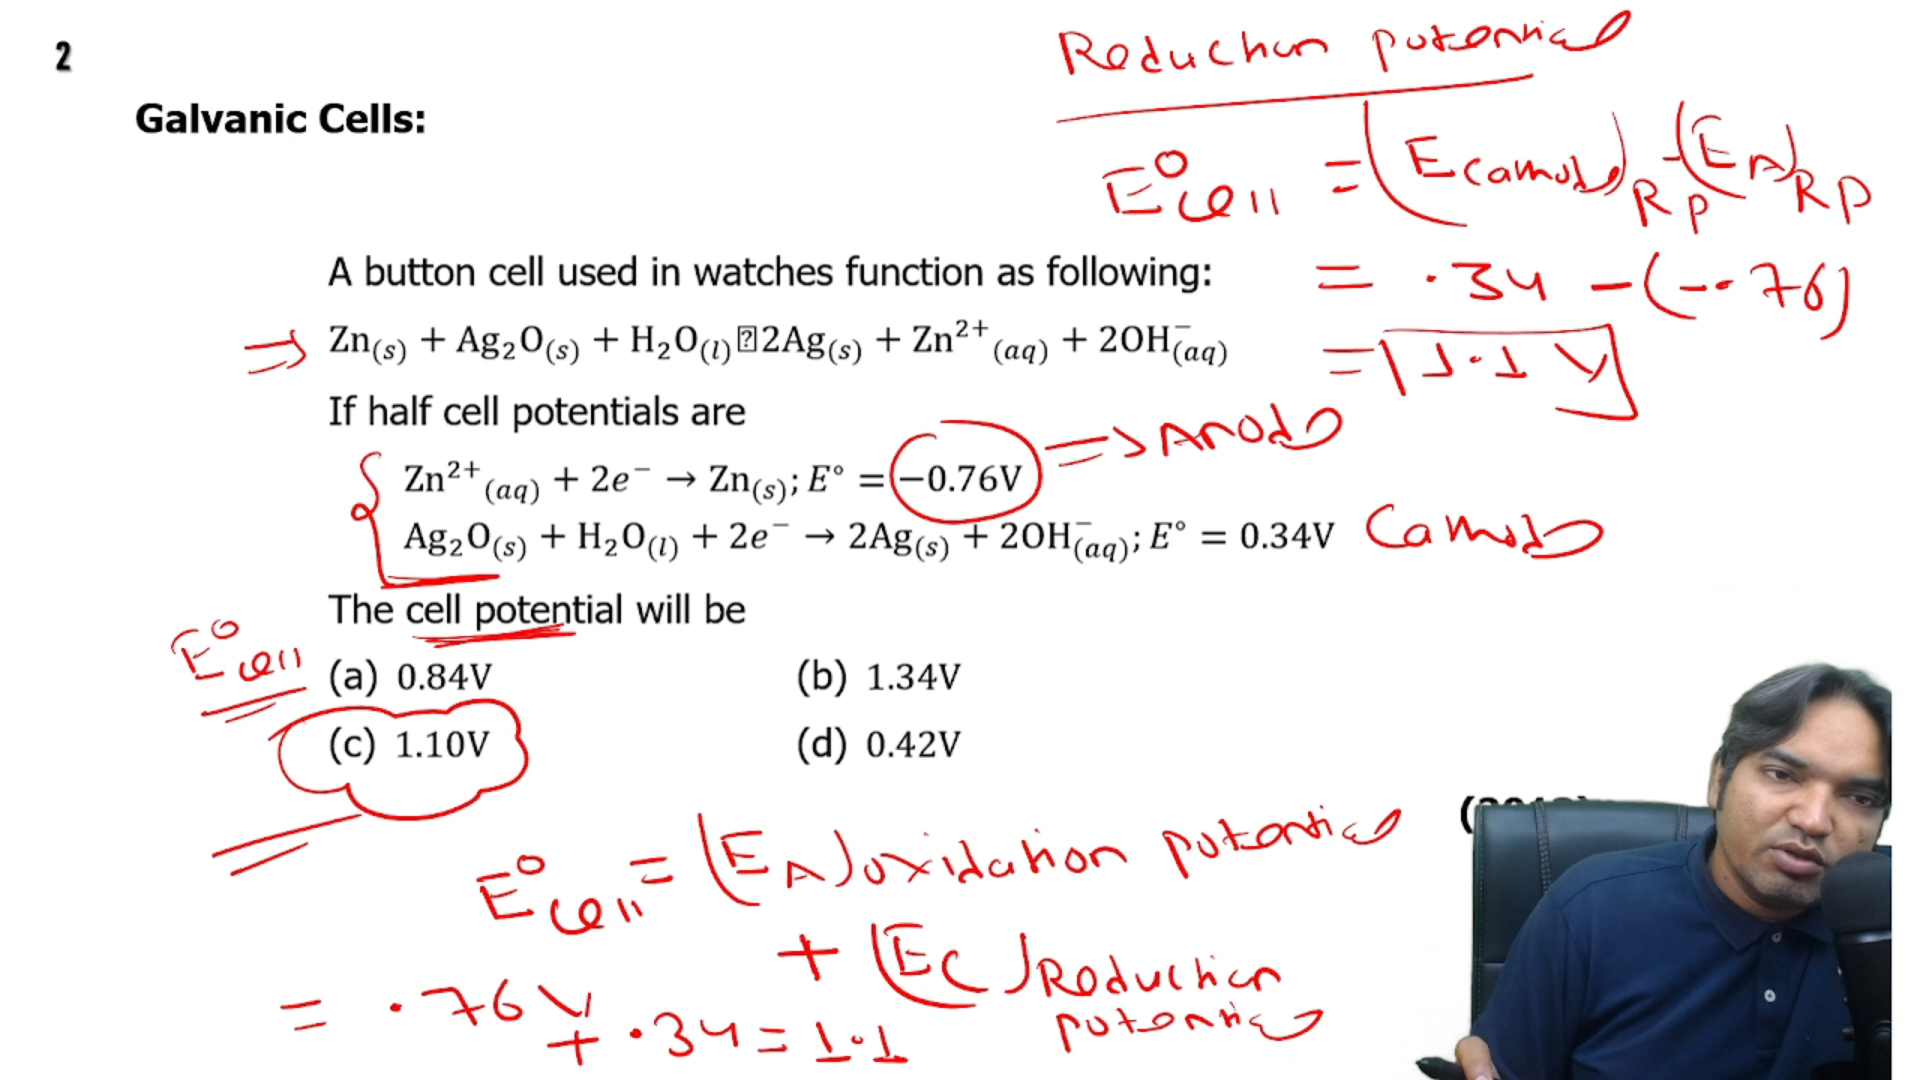 2
Reduction potential
Galvanic Cells:
E°cell = (Ecathode)RP - (EA)RP
A button cell used in watches function as following:
= .34 - (-.76)
Zn(s) + Ag₂O(s) + H₂O(l) ⍰ 2Ag(s) + Zn²⁺(aq) + 2OH⁻(aq)
= 1.1 V
If half cell potentials are
⇒ Anode
Zn²⁺(aq) + 2e⁻ → Zn(s); E° = −0.76V
Ag₂O(s) + H₂O(l) + 2e⁻ → 2Ag(s) + 2OH⁻(aq); E° = 0.34V Cathode
The cell potential will be
E°cell
(a) 0.84V (b) 1.34V
(c) 1.10V (d) 0.42V
E°cell = (EA) oxidation potential
+ (EC) Reduction potential
= .76 V + .34 = 1.1